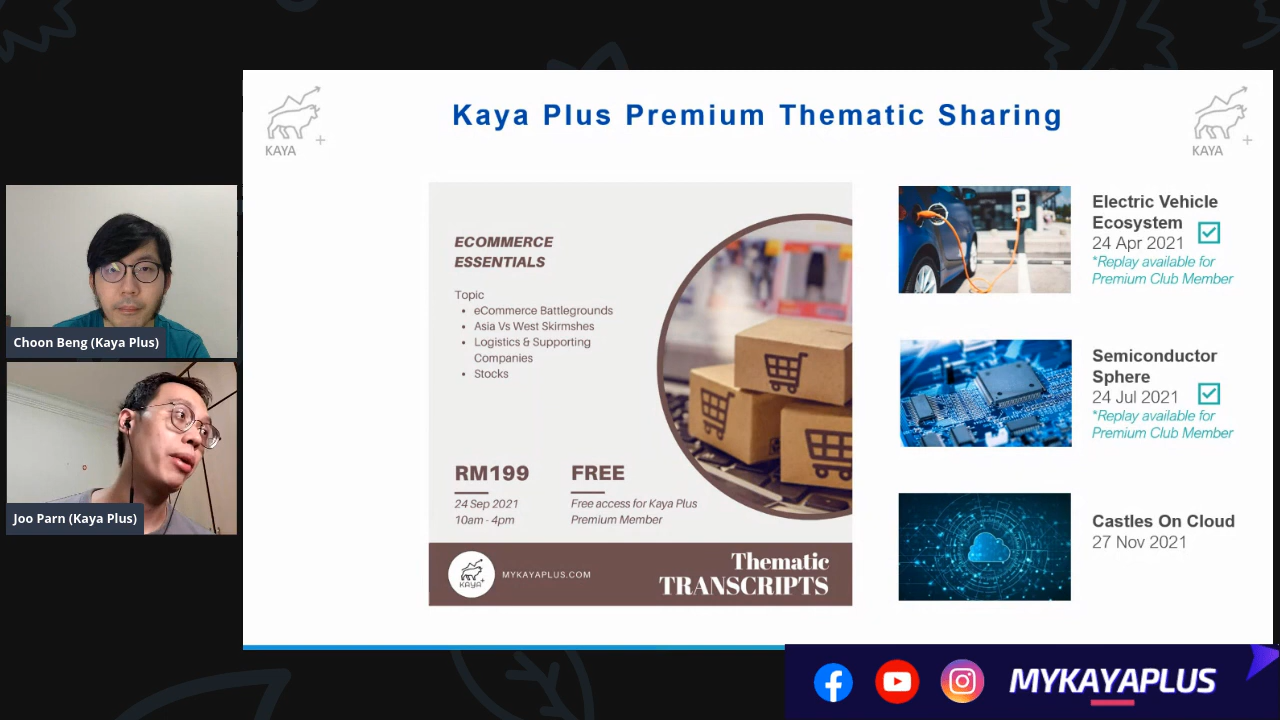 KAYA
Kaya Plus Premium Thematic Sharing
KAYA
Choon Beng (Kaya Plus)
Joo Parn (Kaya Plus)
ECOMMERCE
ESSENTIALS
Topic
eCommerce Battlegrounds
Asia Vs West Skirmshes
Logistics & Supporting
Companies
Stocks
RM199
24 Sep 2021
10am - 4pm
FREE
Free access for Kaya Plus
Premium Member
KAYA
MYKAYAPLUS.COM
Thematic
TRANSCRIPTS
Electric Vehicle
Ecosystem
24 Apr 2021
*Replay available for
Premium Club Member
Semiconductor
Sphere
24 Jul 2021
*Replay available for
Premium Club Member
Castles On Cloud
27 Nov 2021
MYKAYAPLUS